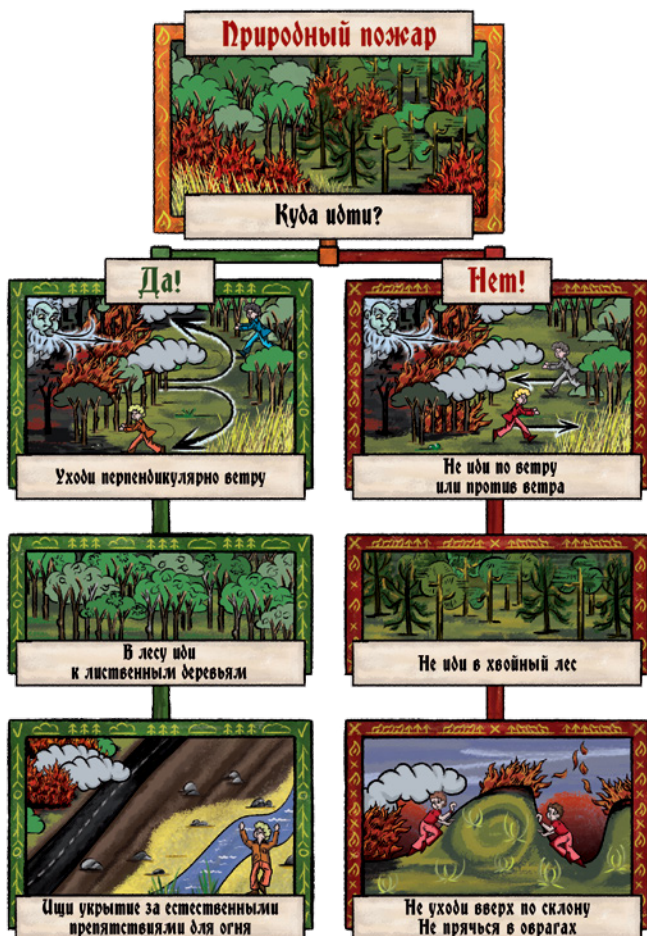 Природный пожар
Куда идти?
Да!
Нет!
Уходи перпендикулярно ветру
Не иди по ветру
или против ветра
В лесу иди
к лиственным деревьям
Не иди в хвойный лес
Ищи укрытие за естественными
препятствиями для огня
Не уходи вверх по склону
Не прячься в оврагах